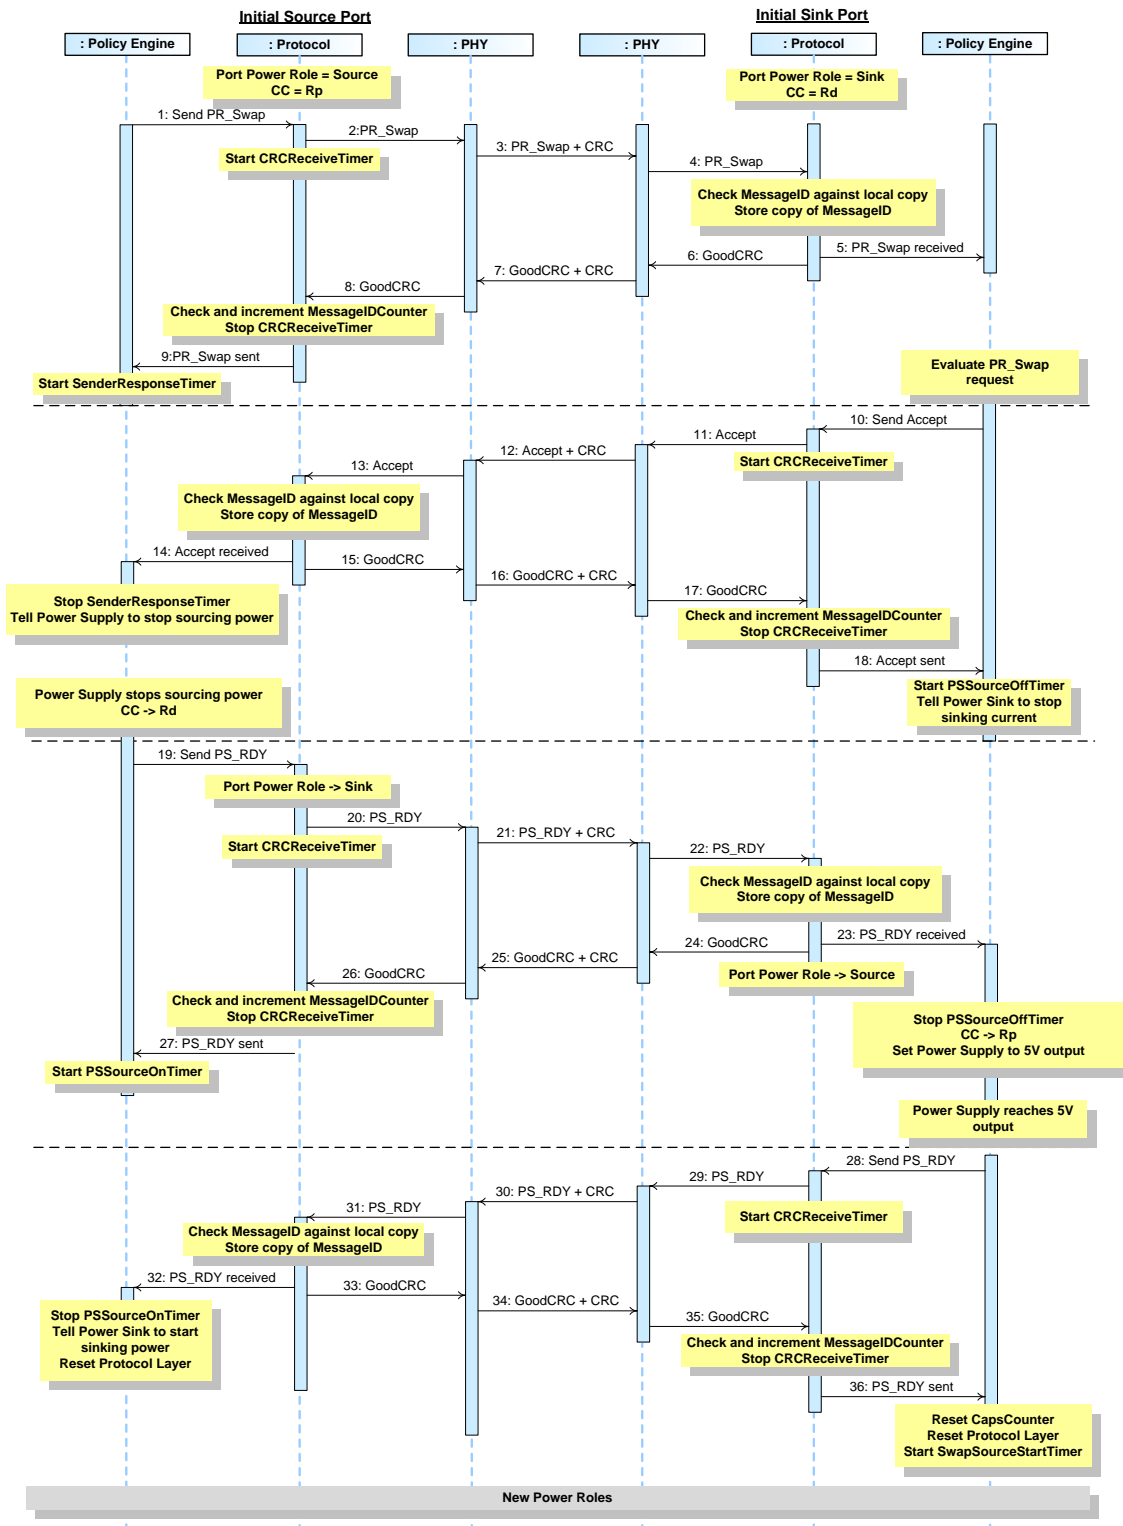 Initial Source Port
Initial Sink Port
: Policy Engine
: Protocol
: PHY
: PHY
: Protocol
: Policy Engine
Port Power Role = Source
CC = Rp
Port Power Role = Sink
CC = Rd
1: Send PR_Swap
2:PR_Swap
Start CRCReceiveTimer
3: PR_Swap + CRC
4: PR_Swap
Check MessageID against local copy
Store copy of MessageID
5: PR_Swap received
6: GoodCRC
7: GoodCRC + CRC
8: GoodCRC
Check and increment MessageIDCounter
Stop CRCReceiveTimer
9:PR_Swap sent
Start SenderResponseTimer
Evaluate PR_Swap
request
10: Send Accept
11: Accept
Start CRCReceiveTimer
12: Accept + CRC
13: Accept
Check MessageID against local copy
Store copy of MessageID
14: Accept received
15: GoodCRC
16: GoodCRC + CRC
17: GoodCRC
Stop SenderResponseTimer
Tell Power Supply to stop sourcing power
Check and increment MessageIDCounter
Stop CRCReceiveTimer
18: Accept sent
Start PSSourceOffTimer
Tell Power Sink to stop
sinking current
Power Supply stops sourcing power
CC -> Rd
19: Send PS_RDY
Port Power Role -> Sink
20: PS_RDY
Start CRCReceiveTimer
21: PS_RDY + CRC
22: PS_RDY
Check MessageID against local copy
Store copy of MessageID
23: PS_RDY received
24: GoodCRC
Port Power Role -> Source
25: GoodCRC + CRC
26: GoodCRC
Check and increment MessageIDCounter
Stop CRCReceiveTimer
Stop PSSourceOffTimer
CC -> Rp
Set Power Supply to 5V output
27: PS_RDY sent
Start PSSourceOnTimer
Power Supply reaches 5V
output
28: Send PS_RDY
29: PS_RDY
Start CRCReceiveTimer
30: PS_RDY + CRC
31: PS_RDY
Check MessageID against local copy
Store copy of MessageID
32: PS_RDY received
33: GoodCRC
34: GoodCRC + CRC
35: GoodCRC
Stop PSSourceOnTimer
Tell Power Sink to start
sinking power
Reset Protocol Layer
Check and increment MessageIDCounter
Stop CRCReceiveTimer
36: PS_RDY sent
Reset CapsCounter
Reset Protocol Layer
Start SwapSourceStartTimer
New Power Roles